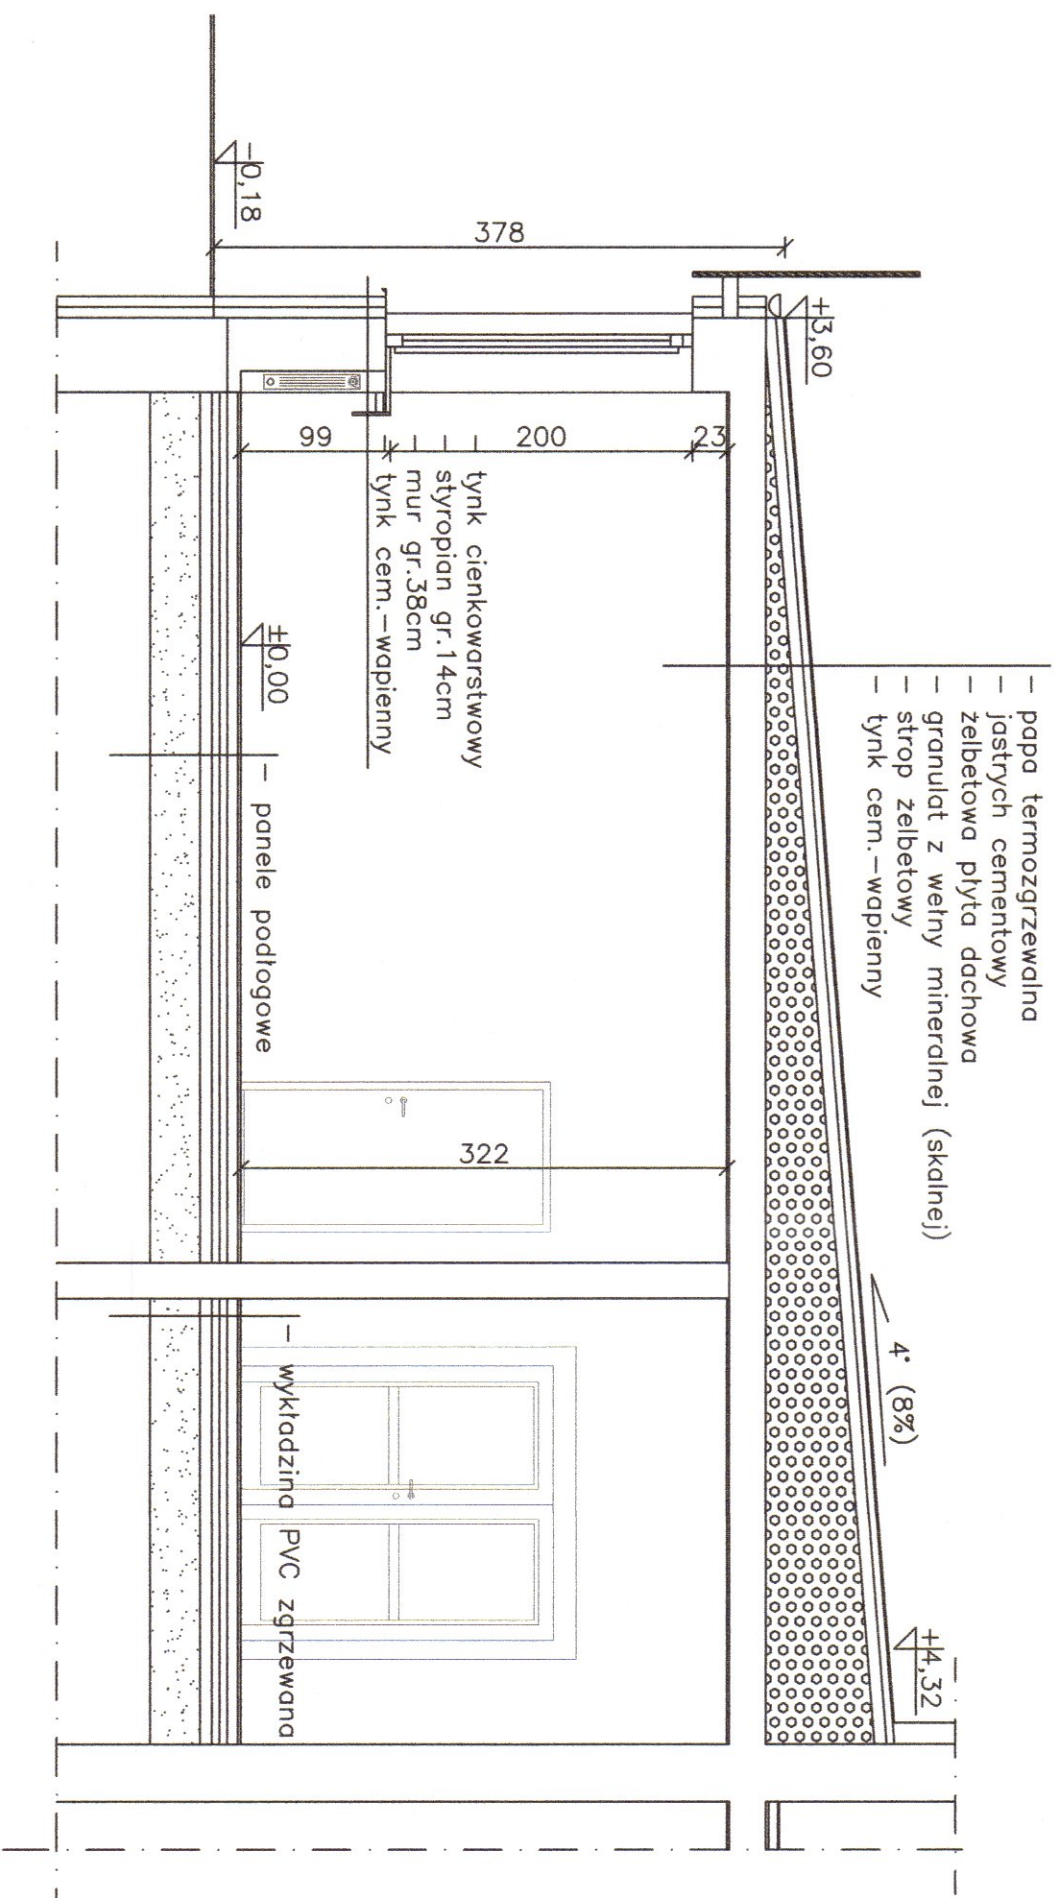 - papa termozgrzewalna
- jastrych cementowy
- żelbetowa płyta dachowa
- granulat z wełny mineralnej (skalnej)
- strop żelbetowy
- tynk cem.-wapienny
4° (8%)
+4,32
+3,60
378
-0,18
23
200
99
tynk cienkowarstwowy
styropian gr.14cm
mur gr.38cm
tynk cem.-wapienny
322
±0,00
- panele podłogowe
- wykładzina PVC zgrzewana